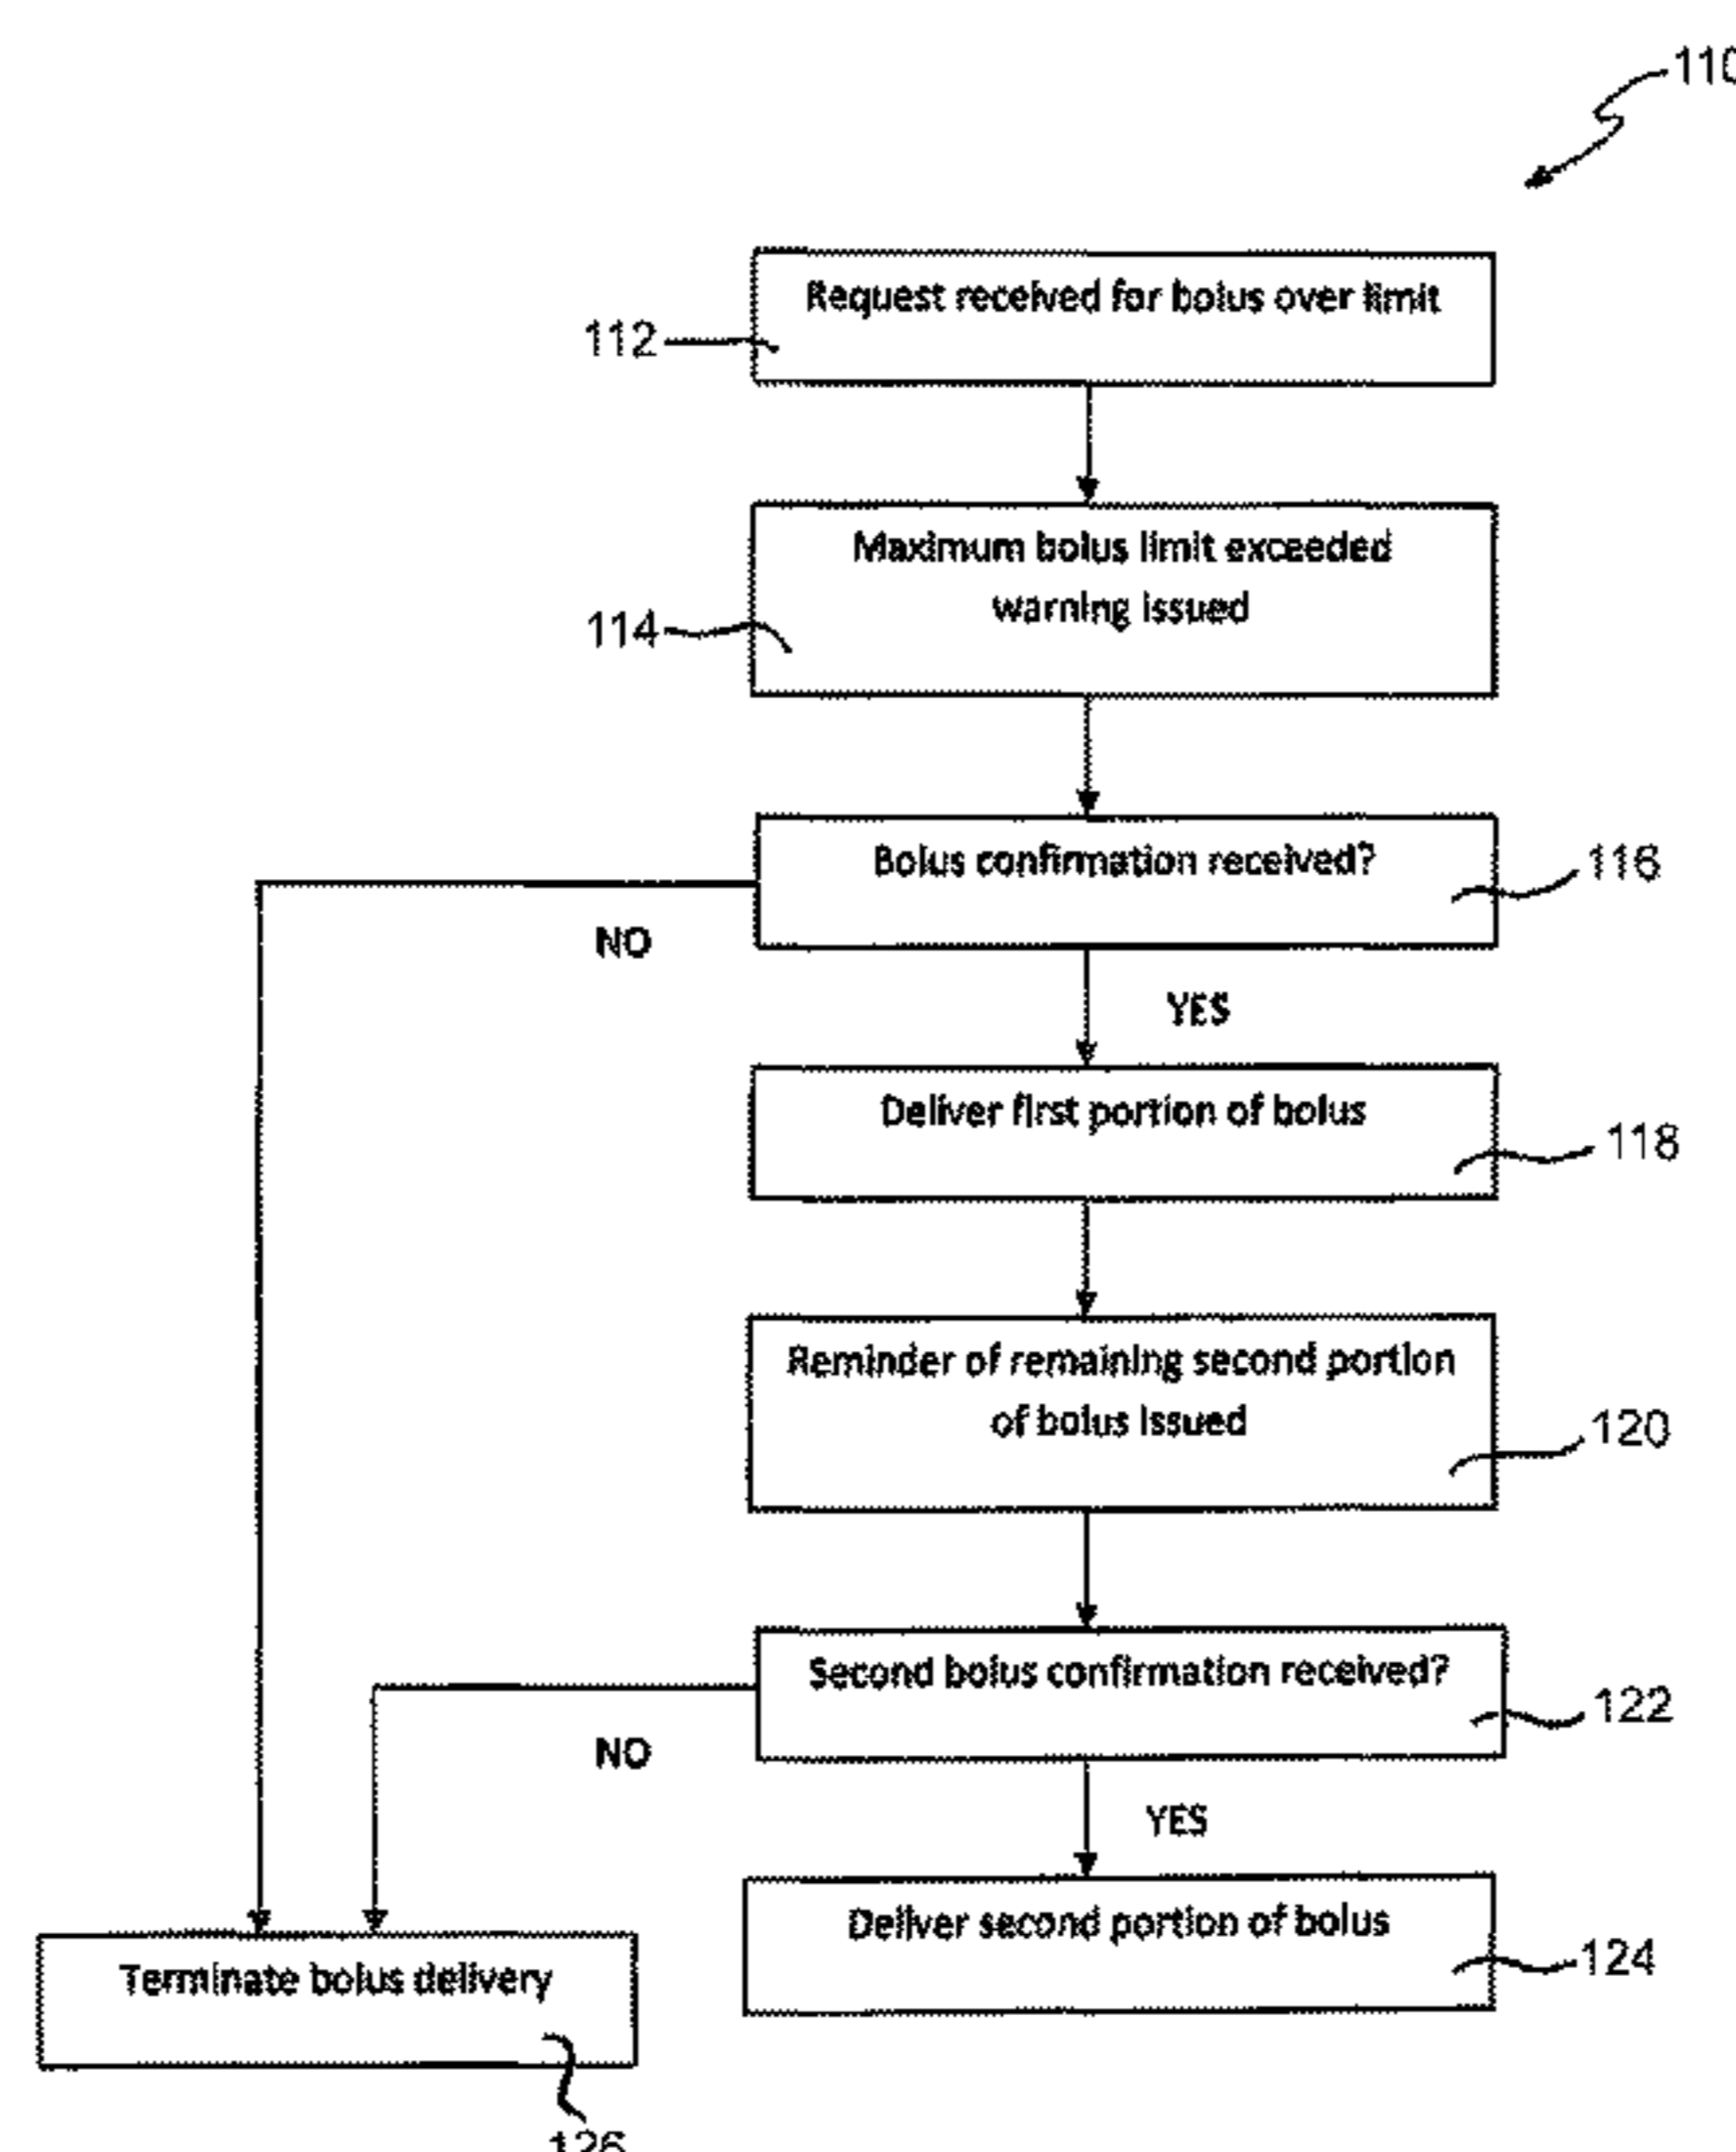 110
Request received for bolus over limit
112
Maximum bolus limit exceeded
warning issued
114
Bolus confirmation received?
116
NO
YES
Deliver first portion of bolus
118
Reminder of remaining second portion
of bolus issued
120
Second bolus confirmation received?
122
NO
YES
Deliver second portion of bolus
124
Terminate bolus delivery
126